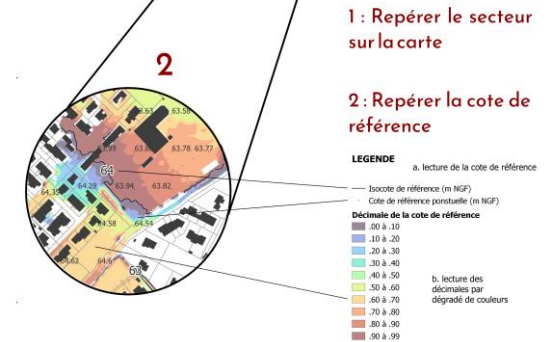 1 : Repérer le secteur
sur la carte
2
2 : Repérer la cote de
référence
LEGENDE
a. lecture de la cote de référence
Isocote de référence (m NGF)
Cote de référence ponstuelle (m NGF)
Décimale de la cote de référence
.00 à .10
.10 à .20
.20 à .30
.30 à .40
.40 à .50
.50 à .60
.60 à .70
.70 à .80
.80 à .90
.90 à .99
b. lecture des
décimales par
dégradé de couleurs
63.63
63.58
63.78
63.77
64
64.28
63.94
63.82
64.58
64.54
64.6
63